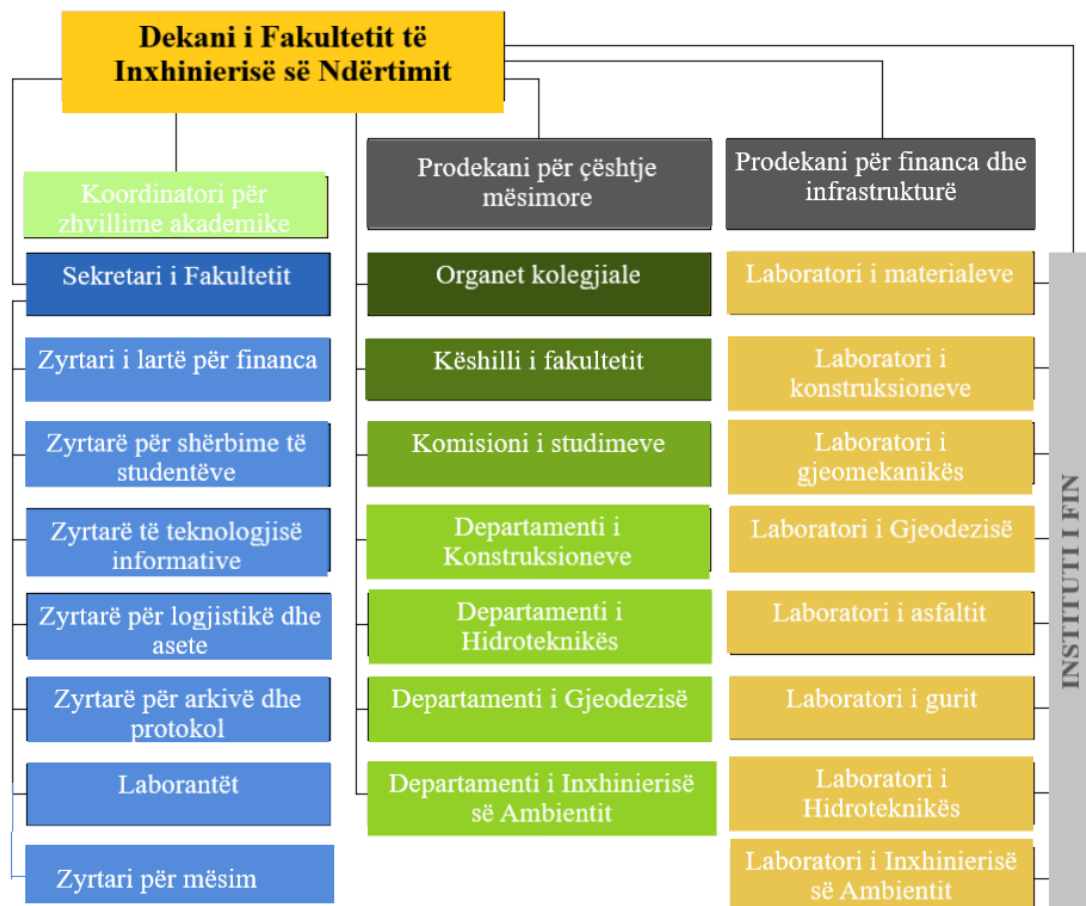 Dekani i Fakultetit të
Inxhinierisë së Ndërtimit
Koordinatori për
zhvillime akademike
Sekretari i Fakultetit
Zyrtari i lartë për financa
Zyrtarë për shërbime të
studentëve
Zyrtarë të teknologjisë
informative
Zyrtarë për logjistikë dhe
asete
Zyrtarë për arkivë dhe
protokol
Laborantët
Zyrtari për mësim
Prodekani për çështje
mësimore
Organet kolegjiale
Këshilli i fakultetit
Komisioni i studimeve
Departamenti i
Konstruksioneve
Departamenti i
Hidroteknikës
Departamenti i Gjeodezisë
Departamenti i Inxhinierisë
së Ambientit
Prodekani për financa dhe
infrastrukturë
Laboratori i materialeve
Laboratori i
konstruksioneve
Laboratori i
gjeomekanikës
Laboratori i Gjeodezisë
Laboratori i asfaltit
Laboratori i gurit
Laboratori i
Hidroteknikës
Laboratori i Inxhinierisë
së Ambientit
INSTITUTI I FIN